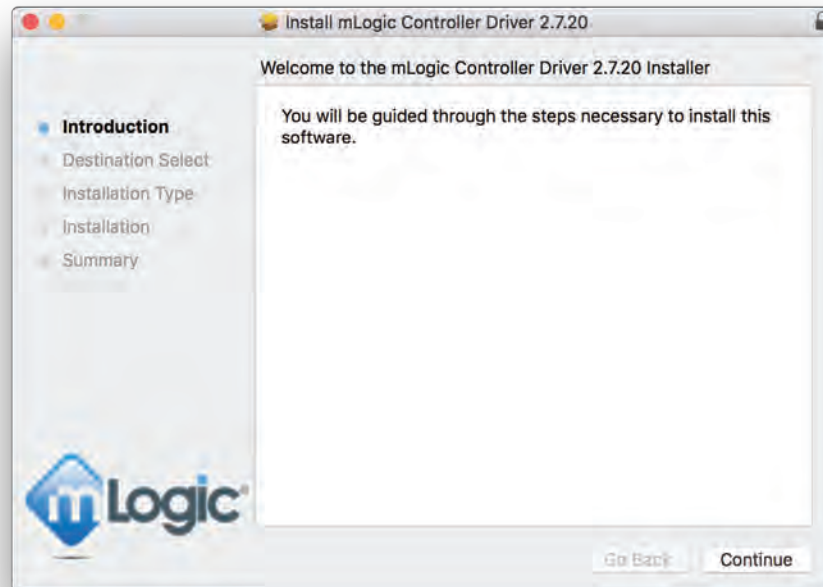 Install mLogic Controller Driver 2.7.20
Welcome to the mLogic Controller Driver 2.7.20 Installer
Introduction
Destination Select
Installation Type
Installation
Summary
You will be guided through the steps necessary to install this
software.
mLogic®
Go Back
Continue